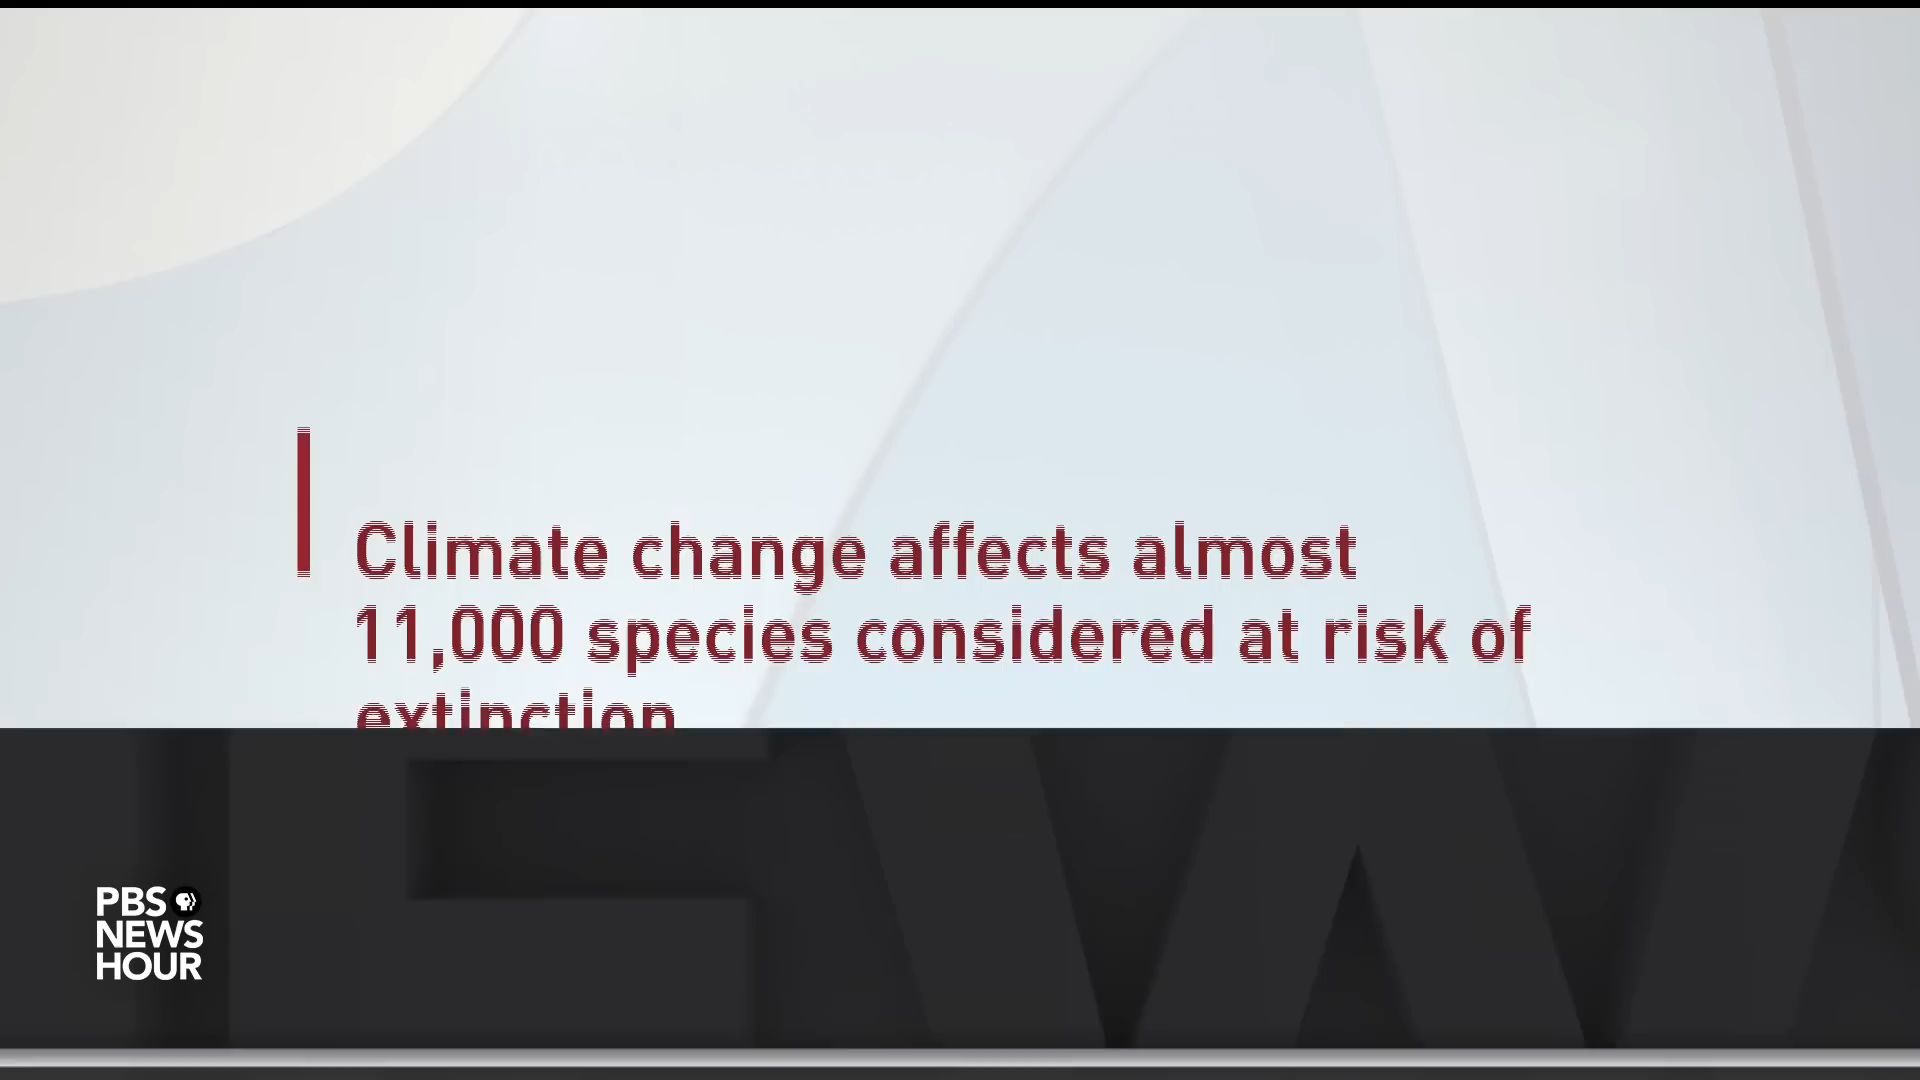 Climate change affects almost
11,000 species considered at risk of
extinction
PBS
NEWS
HOUR